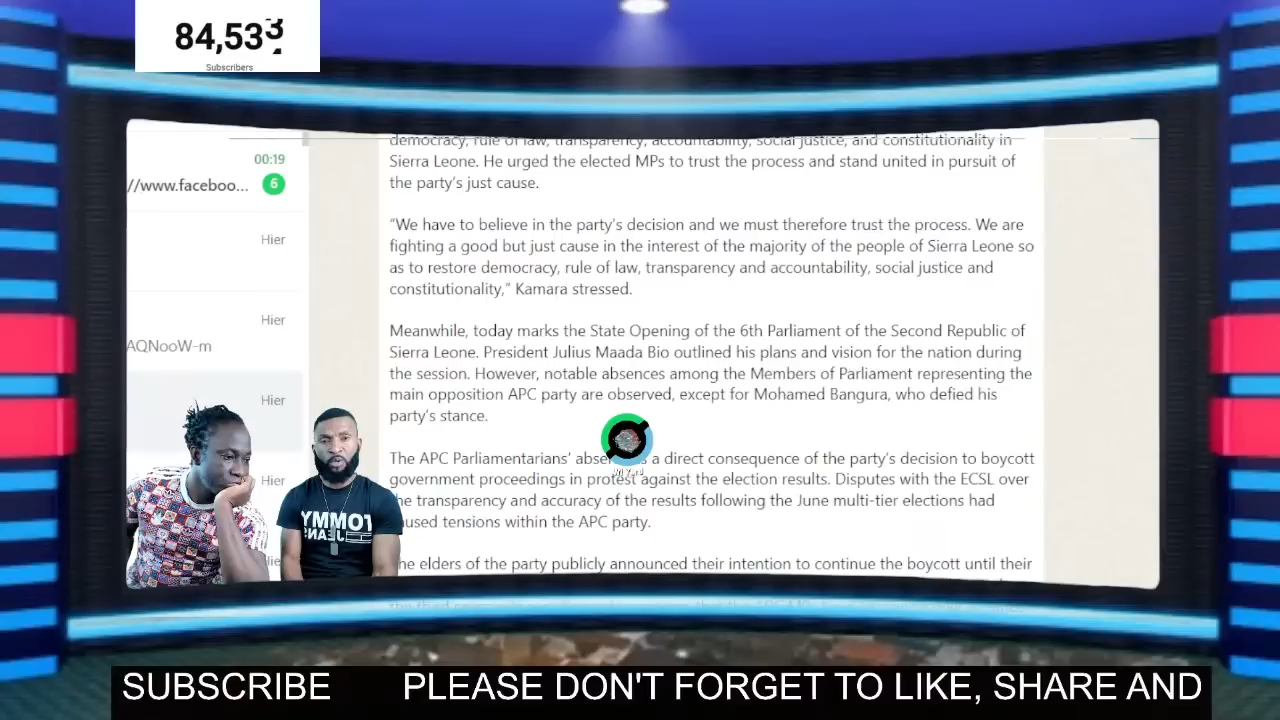 84,533
Subscribers
00:19
//www.faceboo...
6
Hier
Hier
AQNooW-m
Hier
Hier
democracy, rule of law, transparency, accountability, social justice, and constitutionality in
Sierra Leone. He urged the elected MPs to trust the process and stand united in pursuit of
the party's just cause.
"We have to believe in the party's decision and we must therefore trust the process. We are
fighting a good but just cause in the interest of the majority of the people of Sierra Leone so
as to restore democracy, rule of law, transparency and accountability, social justice and
constitutionality," Kamara stressed.
Meanwhile, today marks the State Opening of the 6th Parliament of the Second Republic of
Sierra Leone. President Julius Maada Bio outlined his plans and vision for the nation during
the session. However, notable absences among the Members of Parliament representing the
main opposition APC party are observed, except for Mohamed Bangura, who defied his
party's stance.
The APC Parliamentarians' a direct consequence of the party's decision to boycott
government proceedings in protest against the election results. Disputes with the ECSL over
the transparency and accuracy of the results following the June multi-tier elections had
tensions within the APC party.
The elders of the party publicly announced their intention to continue the boycott until their
TOMMY
JEANS
SUBSCRIBE PLEASE DON'T FORGET TO LIKE, SHARE AND